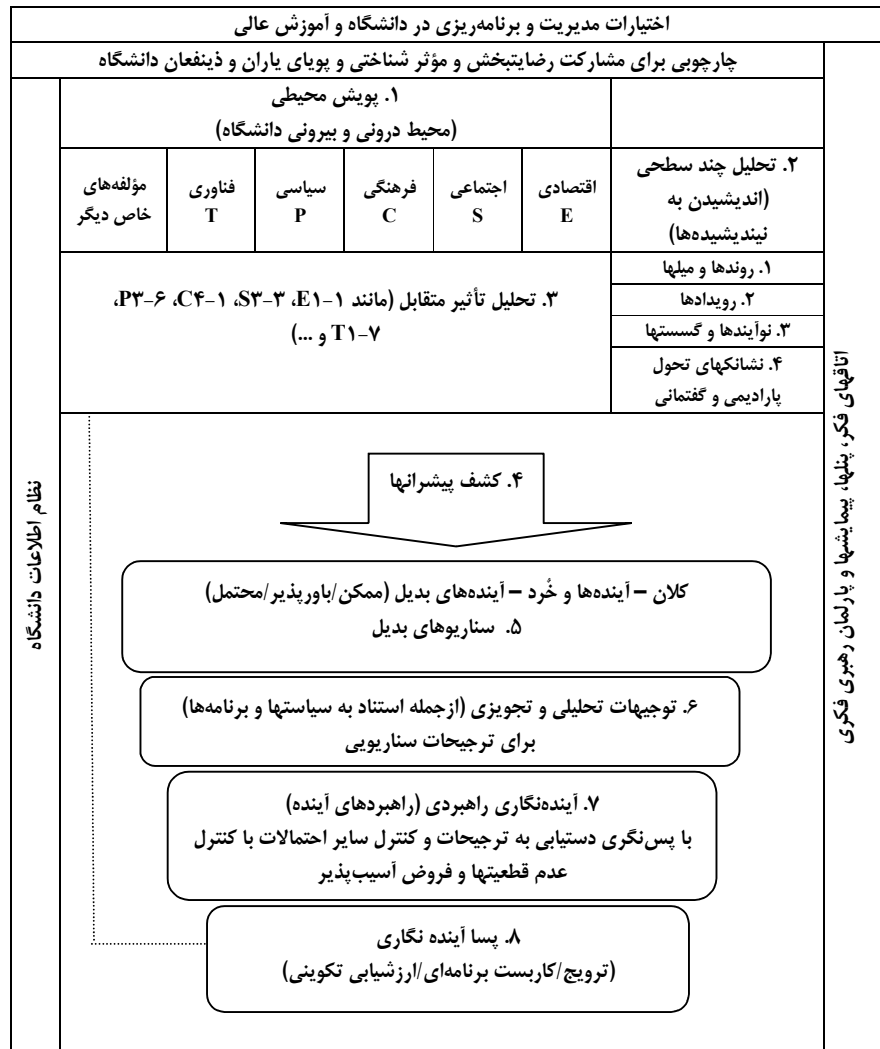 اختیارات مدیریت و برنامه‌ریزی در دانشگاه و آموزش عالی
چارچوبی برای مشارکت رضایتبخش و مؤثر شناختی و پویای یاران و ذینفعان دانشگاه
۱. پویش محیطی
(محیط درونی و بیرونی دانشگاه)
۲. تحلیل چند سطحی
(اندیشیدن به
نیندیشیده‌ها)
اقتصادی
E
اجتماعی
S
فرهنگی
C
سیاسی
P
فناوری
T
مؤلفه‌های
خاص دیگر
۱. روندها و میلها
۲. رویدادها
۳. نوآیندها و گسستها
۴. نشانکهای تحول
پارادیمی و گفتمانی
۳. تحلیل تأثیر متقابل (مانند E۱–۱، S۳–۳، C۴–۱، P۳–۶،
T۱–۷ و ...)
۴. کشف پیشرانها
کلان – آینده‌ها و خُرد – آینده‌های بدیل (ممکن/باورپذیر/محتمل)
۵. سناریوهای بدیل
۶. توجیهات تحلیلی و تجویزی (ازجمله استناد به سیاستها و برنامه‌ها)
برای ترجیحات سناریویی
۷. آینده‌نگاری راهبردی (راهبردهای آینده)
با پس‌نگری دستیابی به ترجیحات و کنترل سایر احتمالات با کنترل
عدم قطعیتها و فروض آسیب‌پذیر
۸. پسا آینده نگاری
(ترویج/کاربست برنامه‌ای/ارزشیابی تکوینی)
اتاقهای فکر، پنلها، پیمایشها و پارلمان رهبری فکری
نظام اطلاعات دانشگاه